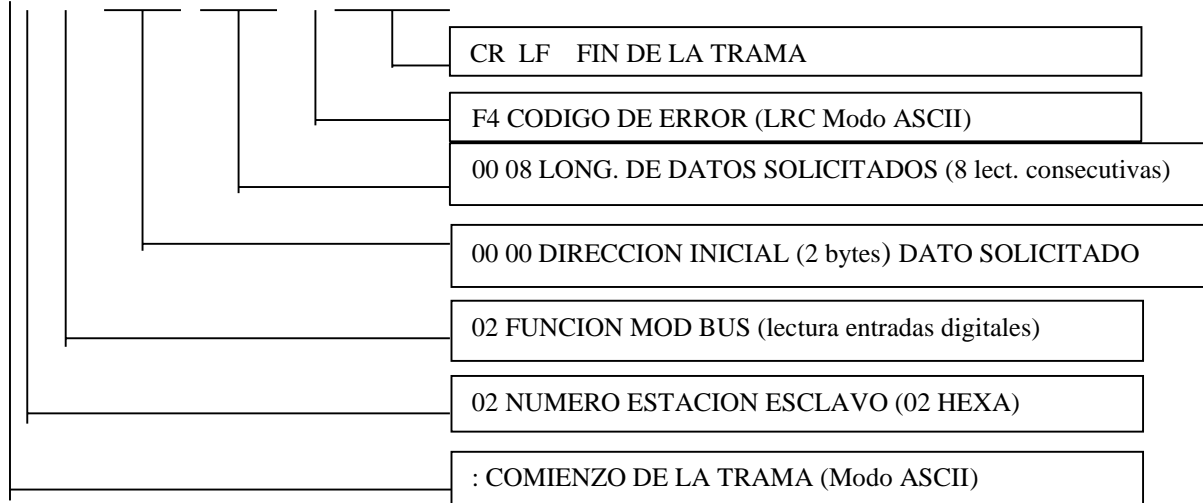 CR LF FIN DE LA TRAMA
F4 CODIGO DE ERROR (LRC Modo ASCII)
00 08 LONG. DE DATOS SOLICITADOS (8 lect. consecutivas)
00 00 DIRECCION INICIAL (2 bytes) DATO SOLICITADO
02 FUNCION MOD BUS (lectura entradas digitales)
02 NUMERO ESTACION ESCLAVO (02 HEXA)
: COMIENZO DE LA TRAMA (Modo ASCII)